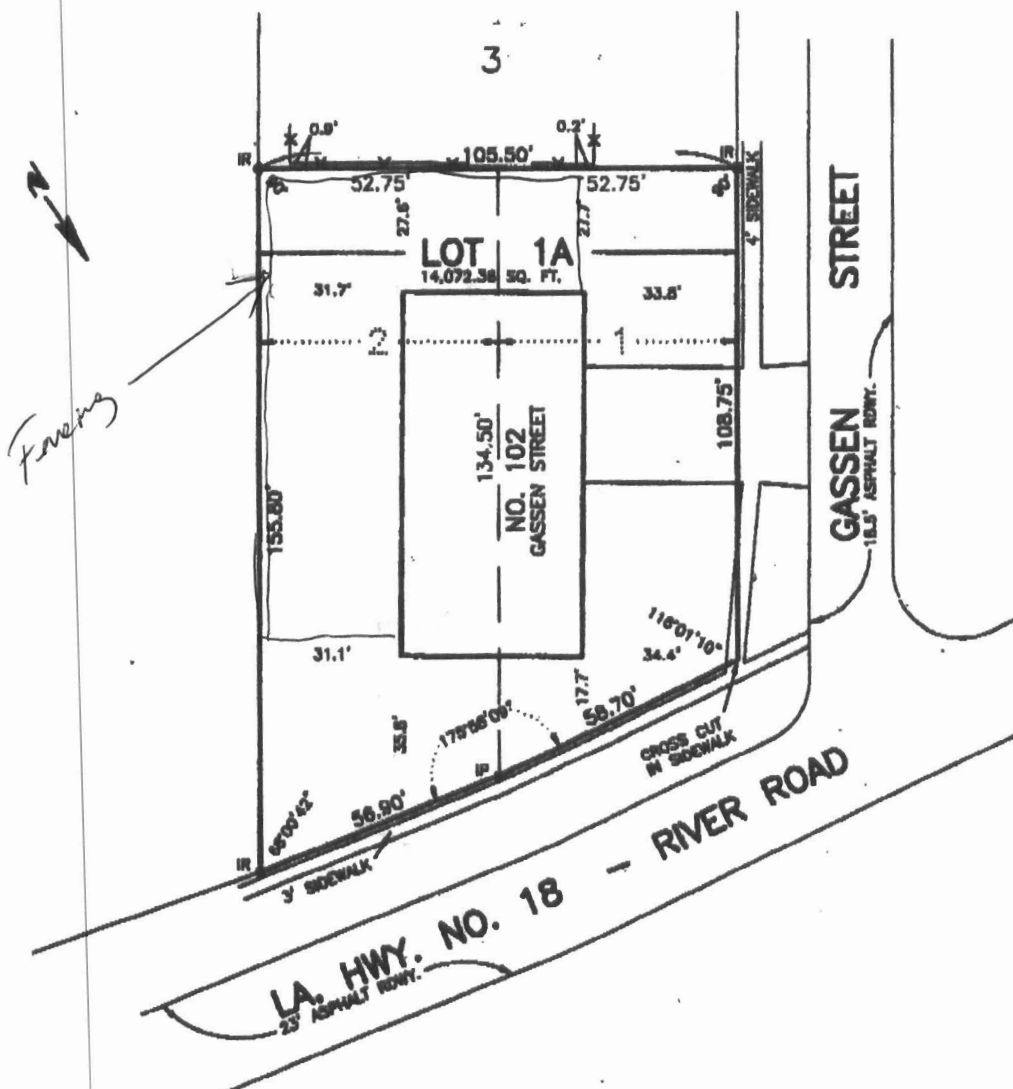 3
0.9'
0.2'
105.50'
IR
IR
52.75'
52.75'
4' SIDEWALK
N
27.6'
27.7'
LOT 1A
14,072.38 SQ. FT.
31.7'
33.8'
2
1
STREET
GASSEN
18.5' ASPHALT RDWY.
108.75'
134.50'
NO. 102
GASSEN STREET
155.80'
116°01'10"
31.1'
34.4'
17.7'
58.70'
35.6'
IP
CROSS CUT
IN SIDEWALK
56.90'
IR
3' SIDEWALK
LA. HWY. NO. 18 - RIVER ROAD
23' ASPHALT RDWY.